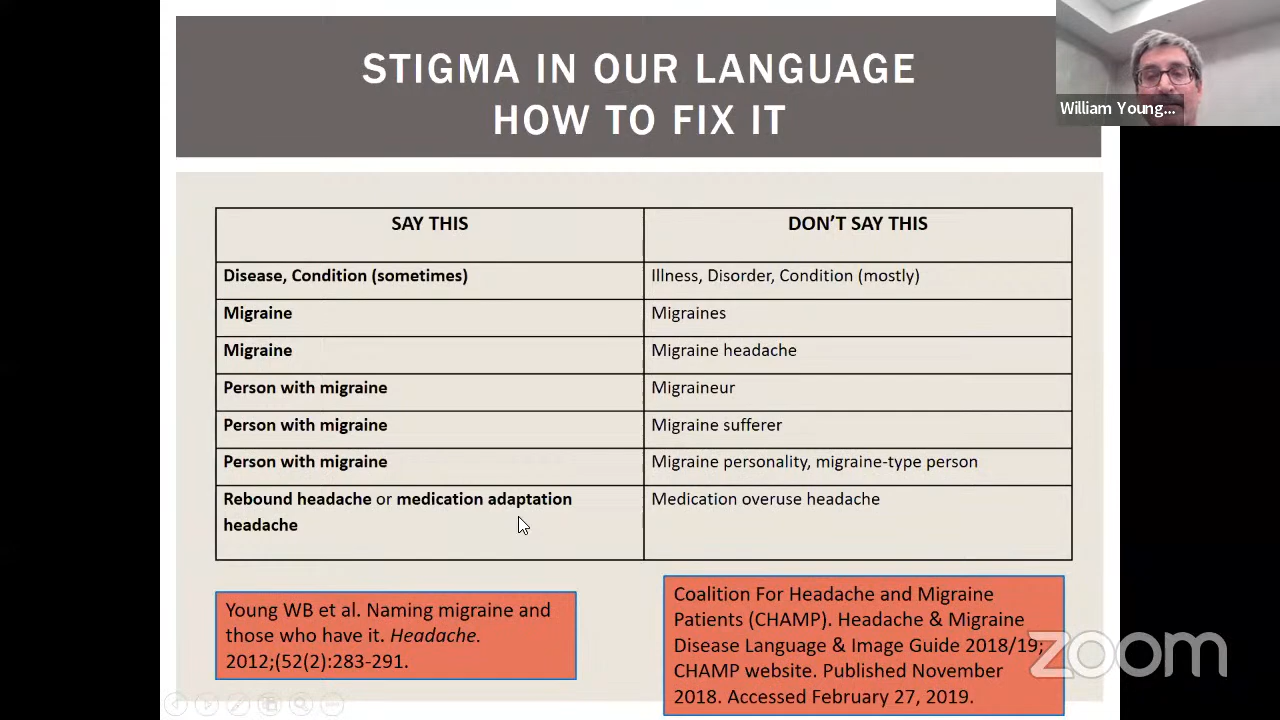 STIGMA IN OUR LANGUAGE
HOW TO FIX IT
William Young...
SAY THIS
DON'T SAY THIS
Disease, Condition (sometimes)
Illness, Disorder, Condition (mostly)
Migraine
Migraines
Migraine
Migraine headache
Person with migraine
Migraineur
Person with migraine
Migraine sufferer
Person with migraine
Migraine personality, migraine-type person
Rebound headache or medication adaptation
headache
Medication overuse headache
Young WB et al. Naming migraine and
those who have it. Headache.
2012;(52(2):283-291.
Coalition For Headache and Migraine
Patients (CHAMP). Headache & Migraine
Disease Language & Image Guide 2018/19;
CHAMP website. Published November
2018. Accessed February 27, 2019.
zoom